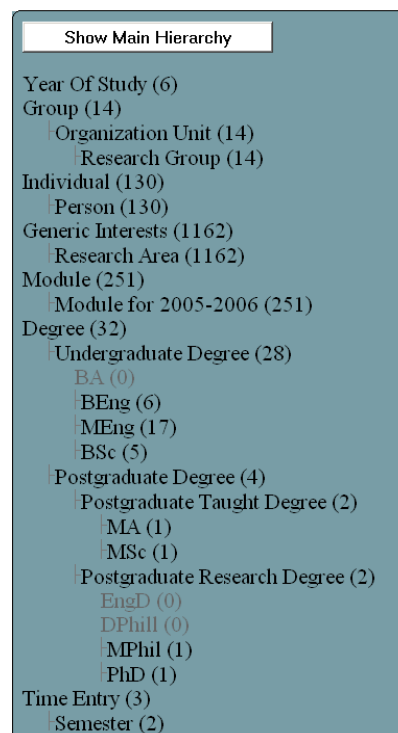 Show Main Hierarchy
Year Of Study (6)
Group (14)
Organization Unit (14)
Research Group (14)
Individual (130)
Person (130)
Generic Interests (1162)
Research Area (1162)
Module (251)
Module for 2005-2006 (251)
Degree (32)
Undergraduate Degree (28)
BA (0)
BEng (6)
MEng (17)
BSc (5)
Postgraduate Degree (4)
Postgraduate Taught Degree (2)
MA (1)
MSc (1)
Postgraduate Research Degree (2)
EngD (0)
DPhill (0)
MPhil (1)
PhD (1)
Time Entry (3)
Semester (2)